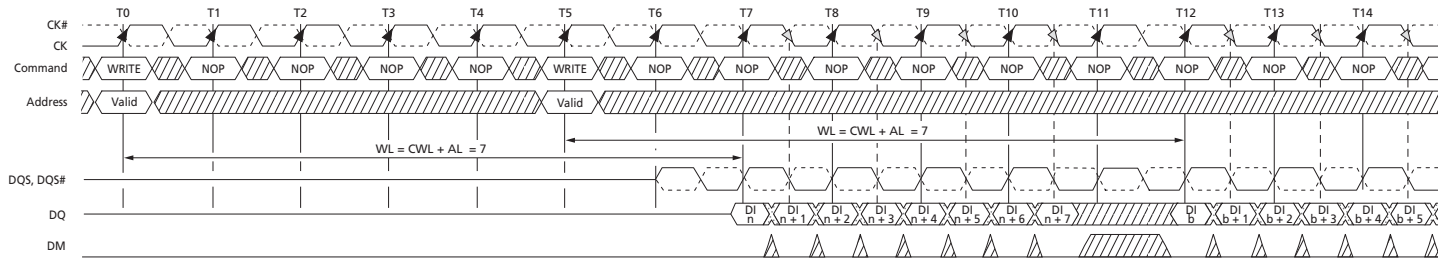 T0 T1 T2 T3 T4 T5 T6 T7 T8 T9 T10 T11 T12 T13 T14
CK#
CK
Command WRITE NOP NOP NOP NOP WRITE NOP NOP NOP NOP NOP NOP NOP NOP NOP
Address Valid Valid
WL = CWL + AL = 7
WL = CWL + AL = 7
DQS, DQS#
DQ DI n DI n + 1 DI n + 2 DI n + 3 DI n + 4 DI n + 5 DI n + 6 DI n + 7 DI b DI b + 1 DI b + 2 DI b + 3 DI b + 4 DI b + 5
DM